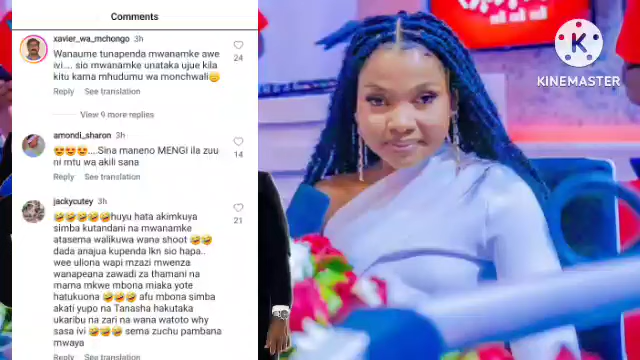 Comments
xavier_wa_mchongo 3h
Wanaume tunapenda mwanamke awe
ivi.... sio mwanamke unataka ujue kila
kitu kama mhudumu wa monchwali😊
24
Reply See translation
View 9 more replies
amondi_sharon 3h
😍😍😍....Sina maneno MENGI ila zuu
ni mtu wa akili sana
14
Reply See translation
jackycutey 3h
🤣🤣🤣🤣🤣huyu hata akimkuya
simba kutandani na mwanamke
atasema walikuwa wana shoot 🤣🤣
dada anajua kupenda lkn sio hapa..
wee uliona wapi mzazi mwenza
wanapeana zawadi za thamani na
mama mkwe mbona miaka yote
hatukuona🤣🤣🤣 afu mbona simba
akati yupo na Tanasha hakutaka
ukaribu na zari na wana watoto why
sasa ivi 🤣🤣🤣 sema zuchu pambana
mwaya
21
Reply See translation
K
KINEMASTER